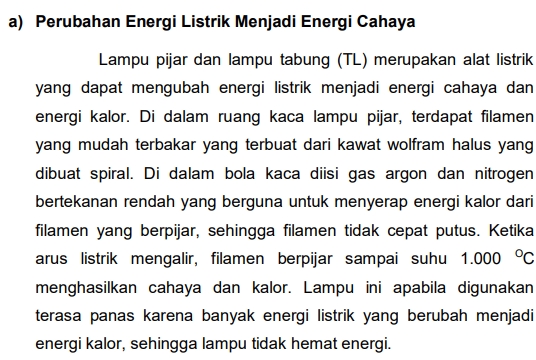 a) Perubahan Energi Listrik Menjadi Energi Cahaya
Lampu pijar dan lampu tabung (TL) merupakan alat listrik
yang dapat mengubah energi listrik menjadi energi cahaya dan
energi kalor. Di dalam ruang kaca lampu pijar, terdapat filamen
yang mudah terbakar yang terbuat dari kawat wolfram halus yang
dibuat spiral. Di dalam bola kaca diisi gas argon dan nitrogen
bertekanan rendah yang berguna untuk menyerap energi kalor dari
filamen yang berpijar, sehingga filamen tidak cepat putus. Ketika
arus listrik mengalir, filamen berpijar sampai suhu 1.000 ⁰C
menghasilkan cahaya dan kalor. Lampu ini apabila digunakan
terasa panas karena banyak energi listrik yang berubah menjadi
energi kalor, sehingga lampu tidak hemat energi.